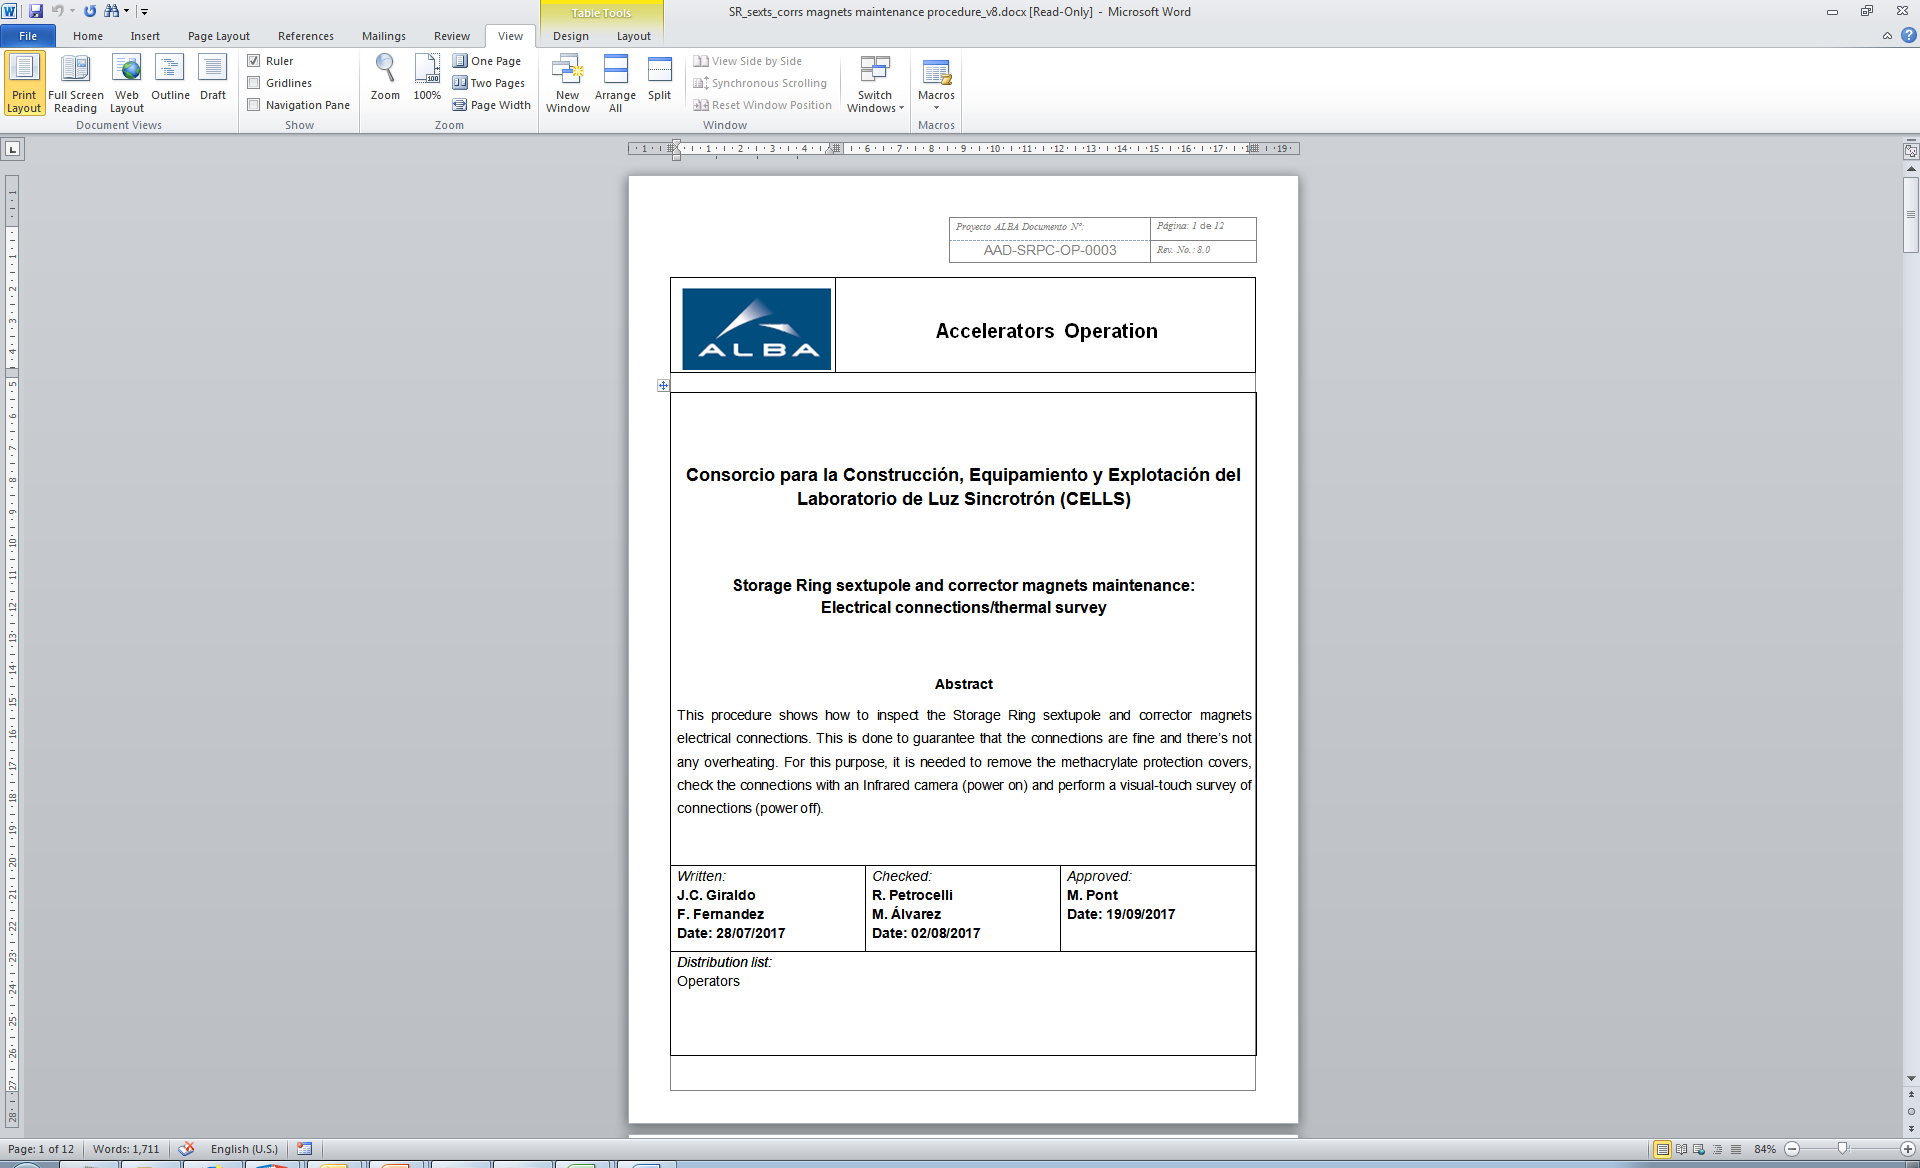 SR_sexts_corrs magnets maintenance procedure_v8.docx [Read-Only] - Microsoft Word
Table Tools
File Home Insert Page Layout References Mailings Review View Design Layout
Print Layout
Full Screen Reading
Web Layout
Outline
Draft
Document Views
Ruler
Gridlines
Navigation Pane
Show
Zoom
100%
One Page
Two Pages
Page Width
Zoom
New Window
Arrange All
Split
View Side by Side
Synchronous Scrolling
Reset Window Position
Window
Switch Windows
Macros
Macros
Proyecto ALBA Documento Nº:
Página: 1 de 12
AAD-SRPC-OP-0003
Rev. No.: 8.0
ALBA
Accelerators Operation
Consorcio para la Construcción, Equipamiento y Explotación del
Laboratorio de Luz Sincrotrón (CELLS)
Storage Ring sextupole and corrector magnets maintenance:
Electrical connections/thermal survey
Abstract
This procedure shows how to inspect the Storage Ring sextupole and corrector magnets
electrical connections. This is done to guarantee that the connections are fine and there's not
any overheating. For this purpose, it is needed to remove the methacrylate protection covers,
check the connections with an Infrared camera (power on) and perform a visual-touch survey of
connections (power off).
Written:
J.C. Giraldo
F. Fernandez
Date: 28/07/2017
Checked:
R. Petrocelli
M. Álvarez
Date: 02/08/2017
Approved:
M. Pont
Date: 19/09/2017
Distribution list:
Operators
Page: 1 of 12 Words: 1,711 English (U.S.) 84%